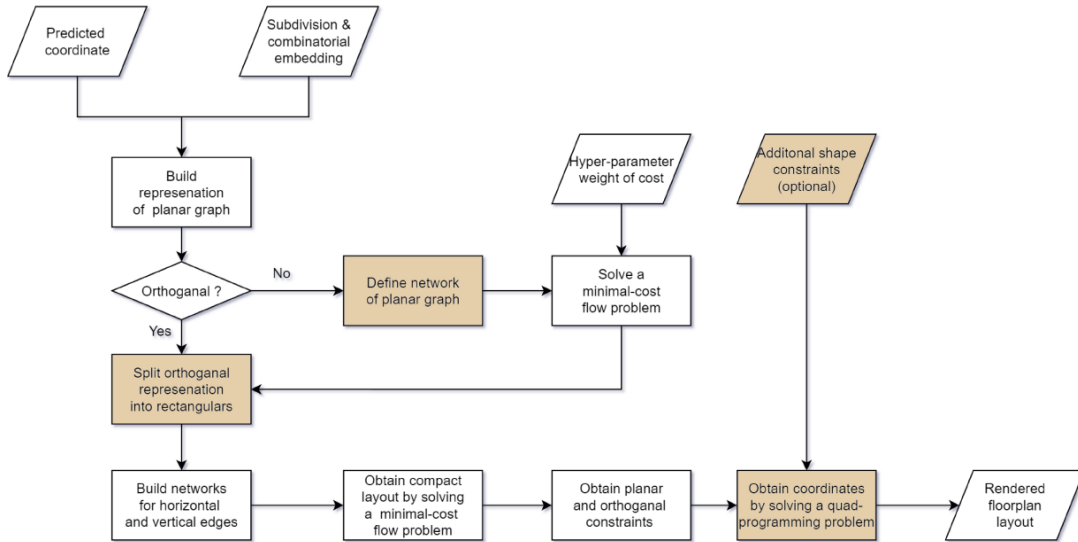 Predicted
coordinate
Subdivision &
combinatorial
embedding
Build
represenation
of planar graph
Hyper-parameter
weight of cost
Additonal shape
constraints
(optional)
Orthoganal ?
No
Define network
of planar graph
Solve a
minimal-cost
flow problem
Yes
Split orthoganal
represenation
into rectangulars
Build networks
for horizontal
and vertical edges
Obtain compact
layout by solving
a minimal-cost
flow problem
Obtain planar
and orthoganal
constraints
Obtain coordinates
by solving a quad-
programming problem
Rendered
floorplan
layout